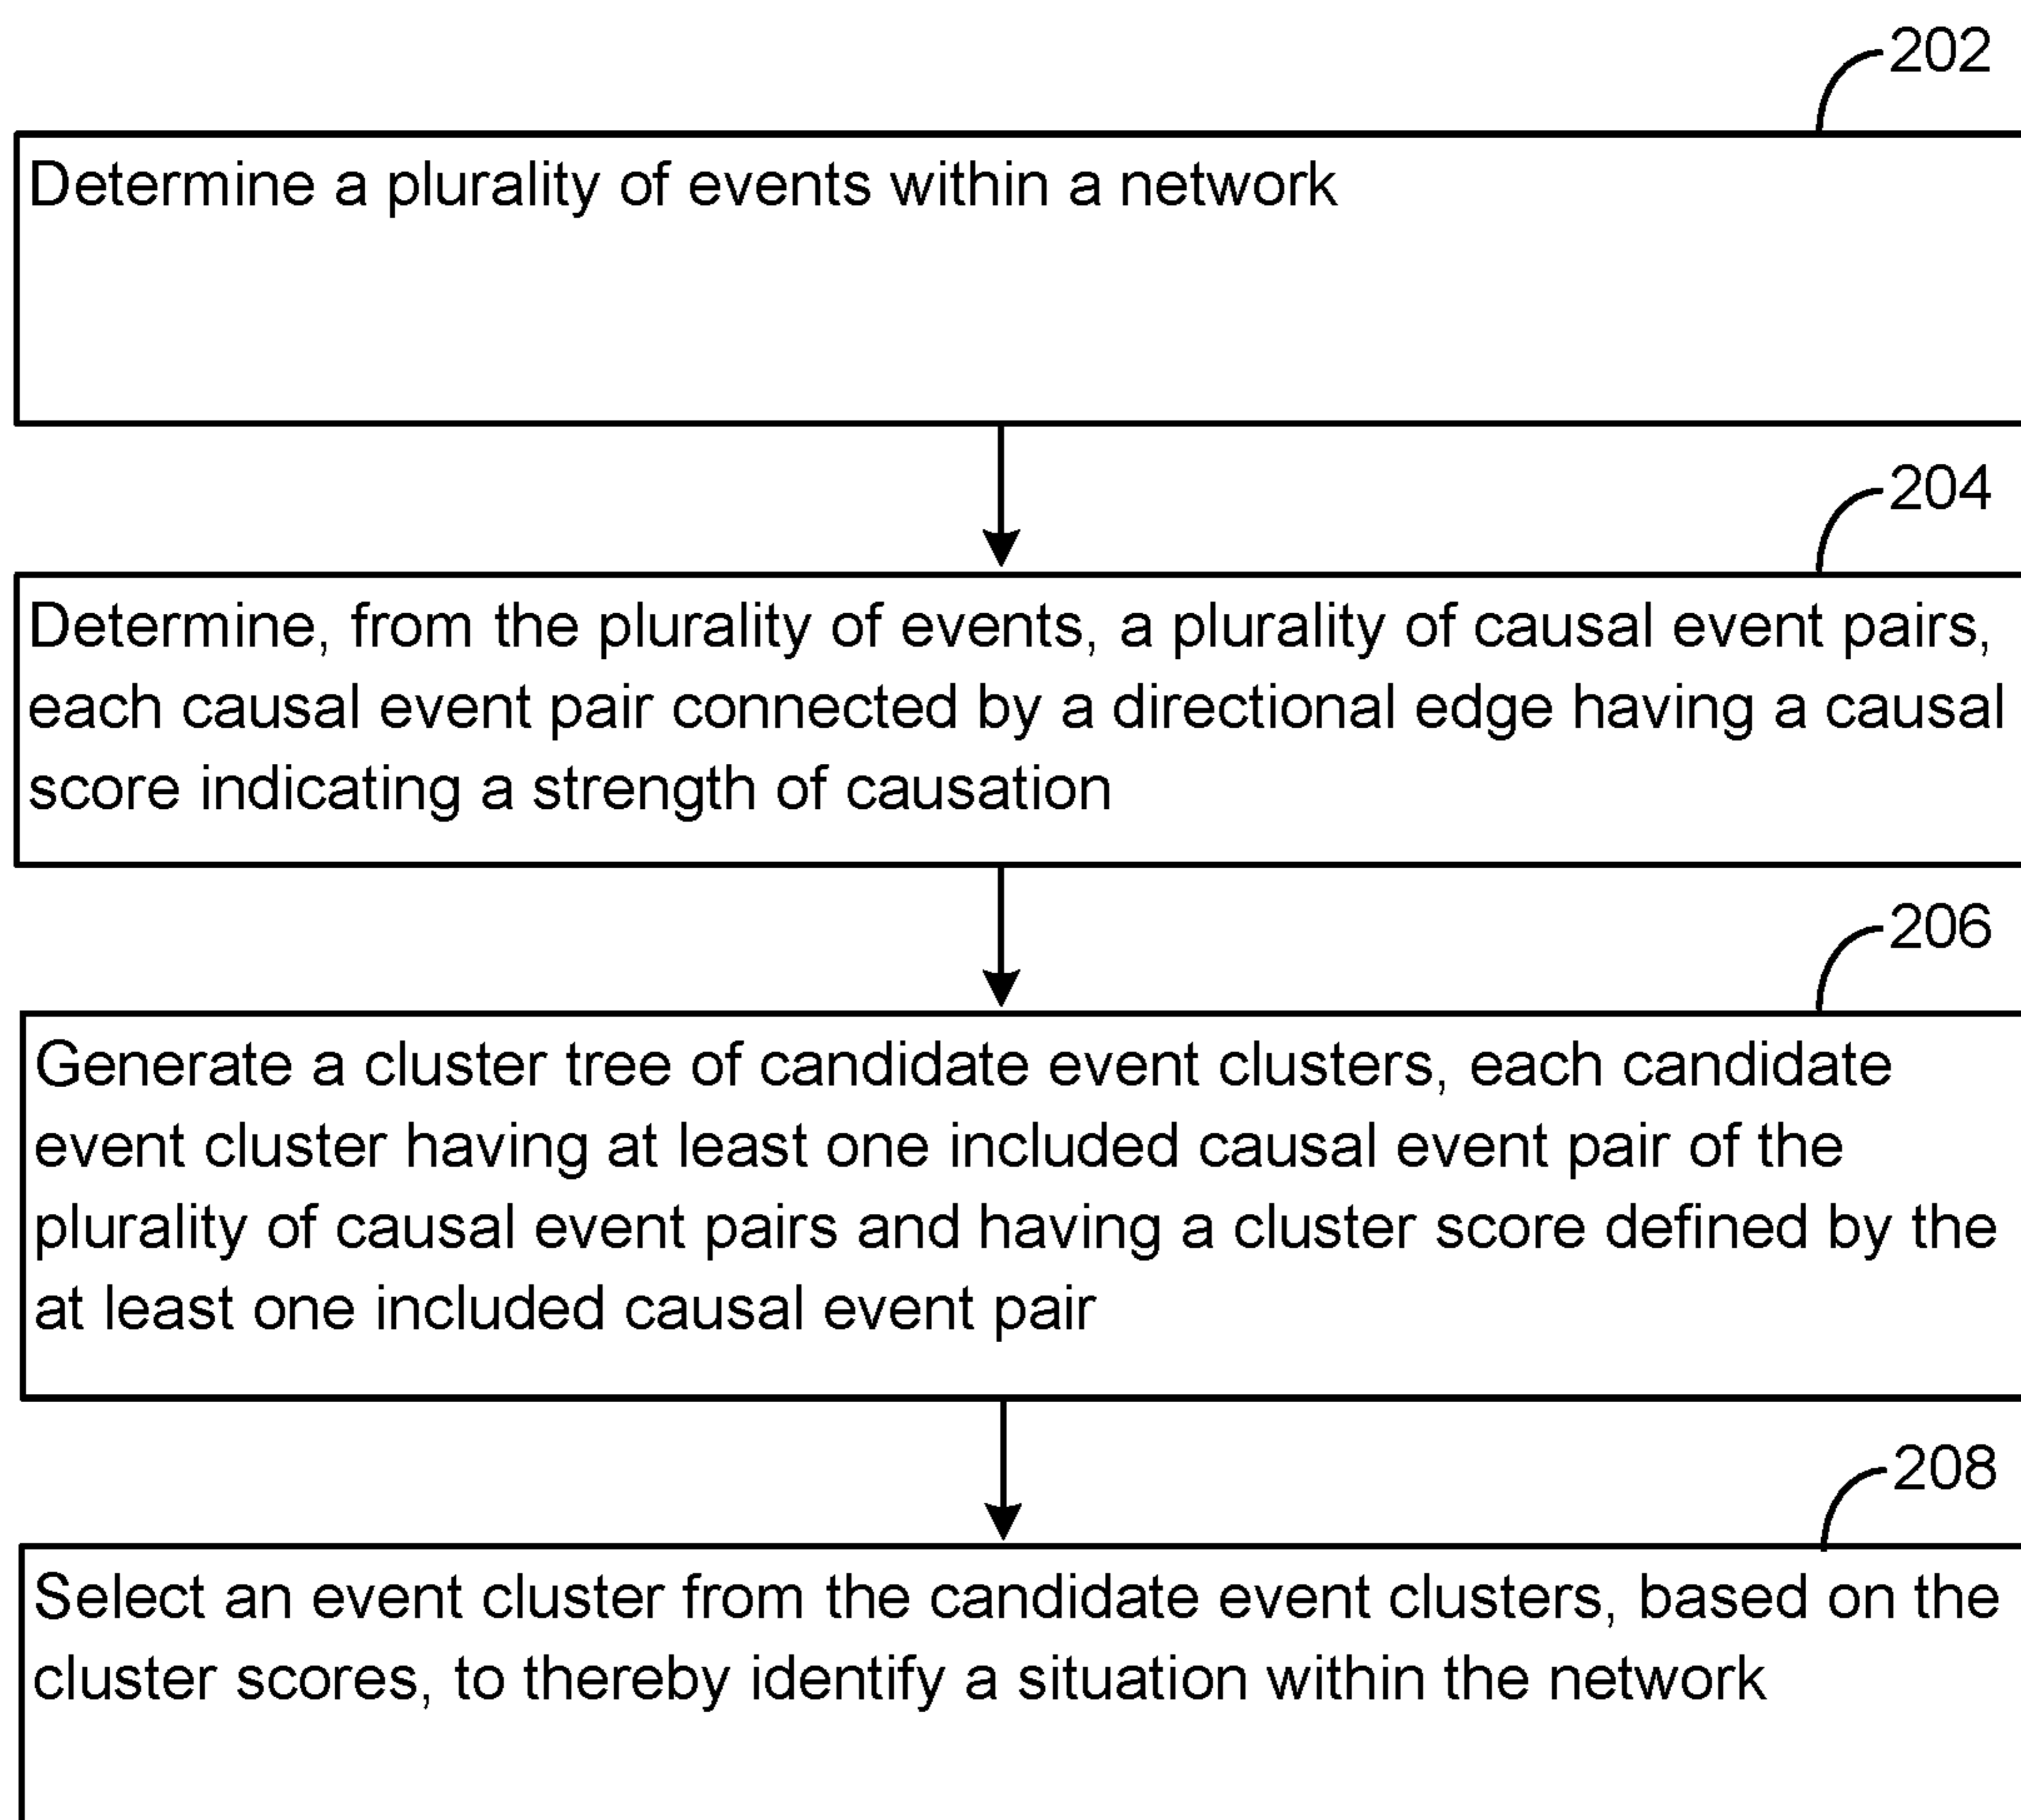 202
Determine a plurality of events within a network
204
Determine, from the plurality of events, a plurality of causal event pairs,
each causal event pair connected by a directional edge having a causal
score indicating a strength of causation
206
Generate a cluster tree of candidate event clusters, each candidate
event cluster having at least one included causal event pair of the
plurality of causal event pairs and having a cluster score defined by the
at least one included causal event pair
208
Select an event cluster from the candidate event clusters, based on the
cluster scores, to thereby identify a situation within the network